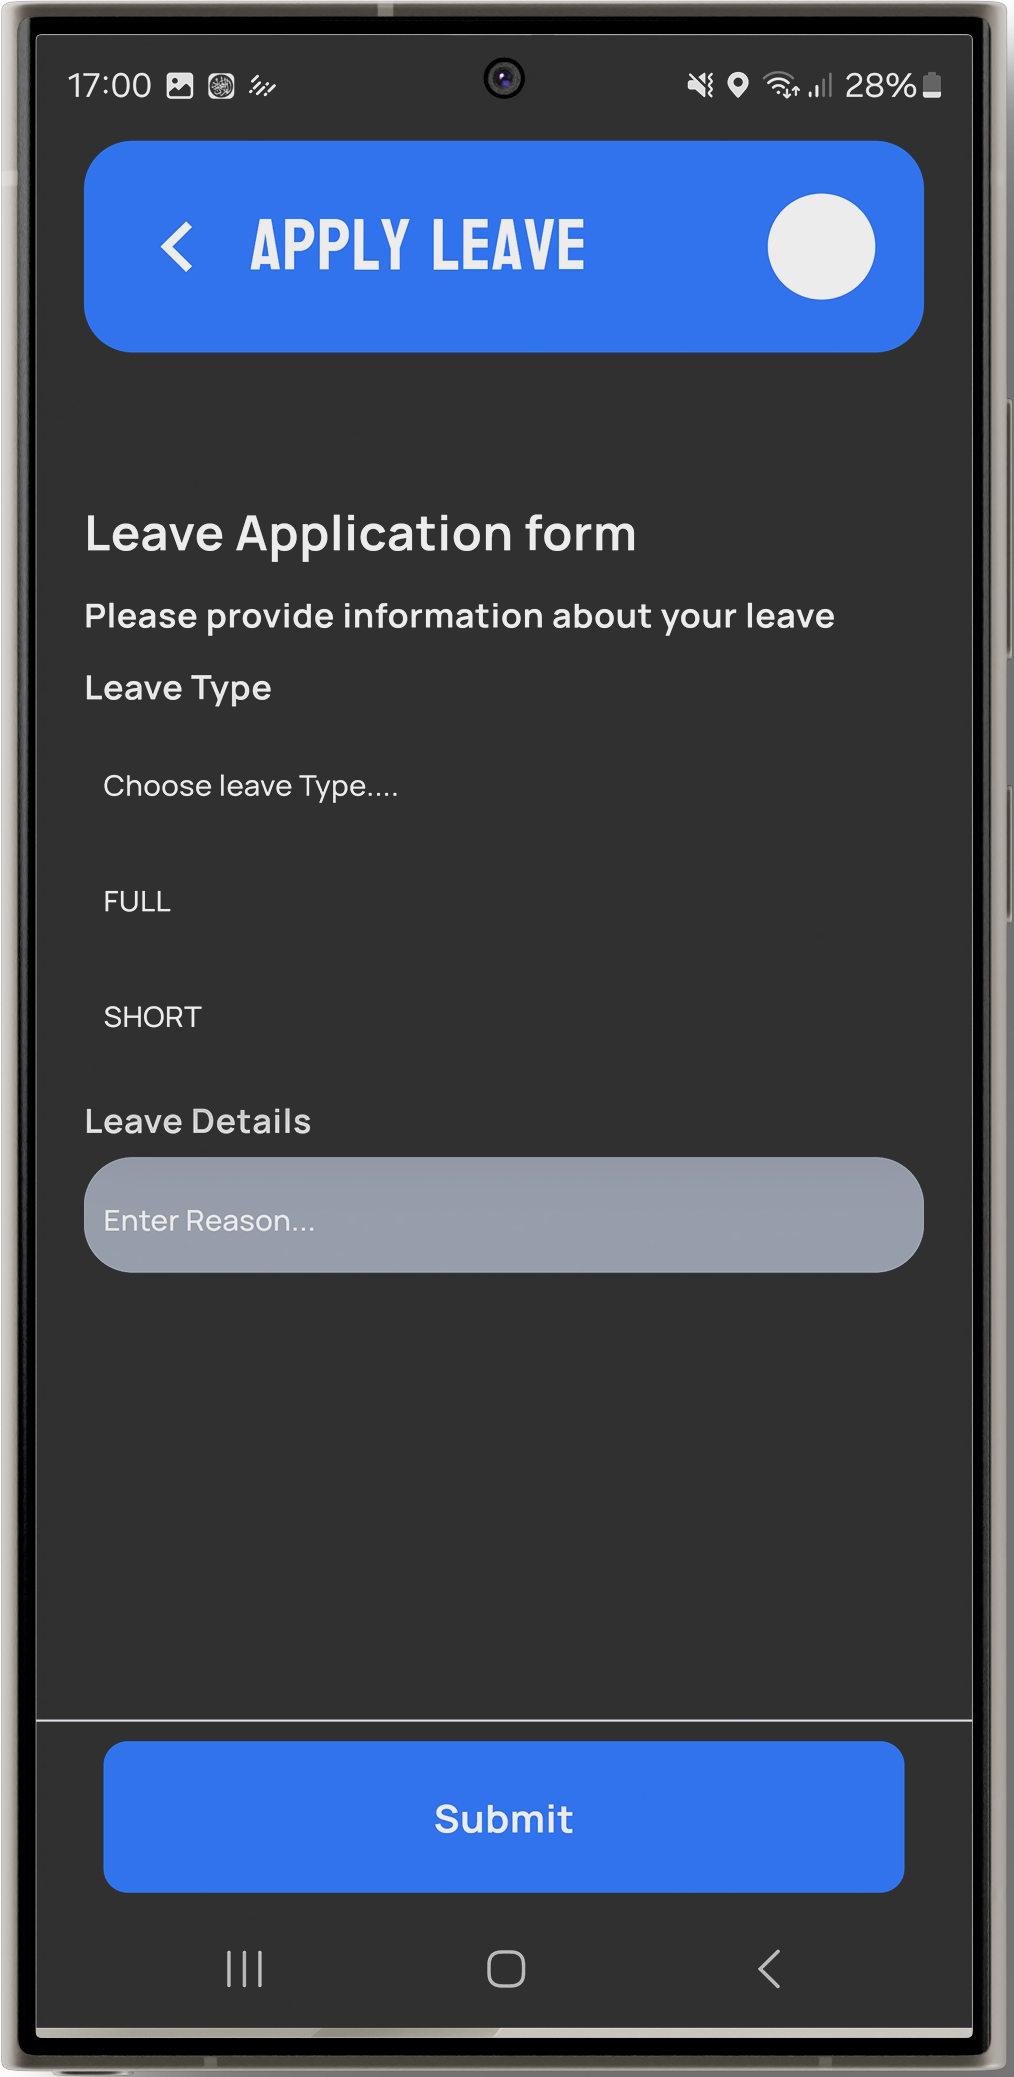 17:00
28%
APPLY LEAVE
Leave Application form
Please provide information about your leave
Leave Type
Choose leave Type....
FULL
SHORT
Leave Details
Enter Reason...
Submit